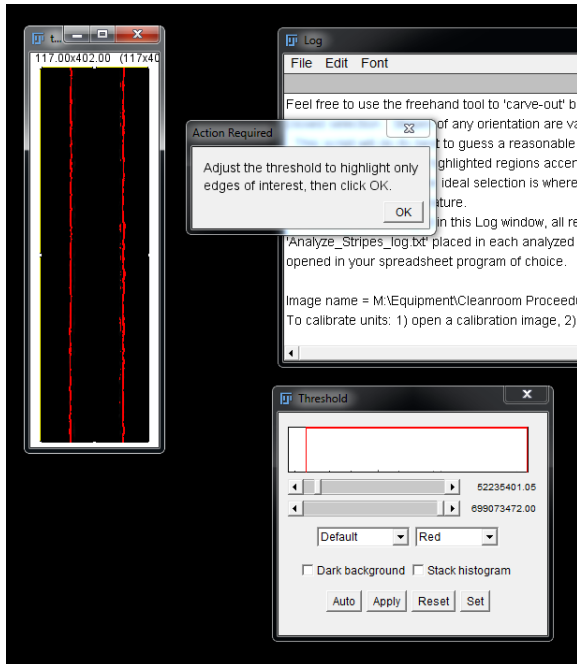 t...
117.00x402.00 (117x40
Log
File Edit Font
Feel free to use the freehand tool to 'carve-out' b
of any orientation are va
t to guess a reasonable
ghlighted regions accen
ideal selection is where
ature.
in this Log window, all re
'Analyze_Stripes_log.txt' placed in each analyzed
opened in your spreadsheet program of choice.
Image name = M:\Equipment\Cleanroom Proceedu
To calibrate units: 1) open a calibration image, 2)
Action Required
Adjust the threshold to highlight only
edges of interest, then click OK.
OK
Threshold
52235401.05
699073472.00
Default Red
Dark background Stack histogram
Auto Apply Reset Set